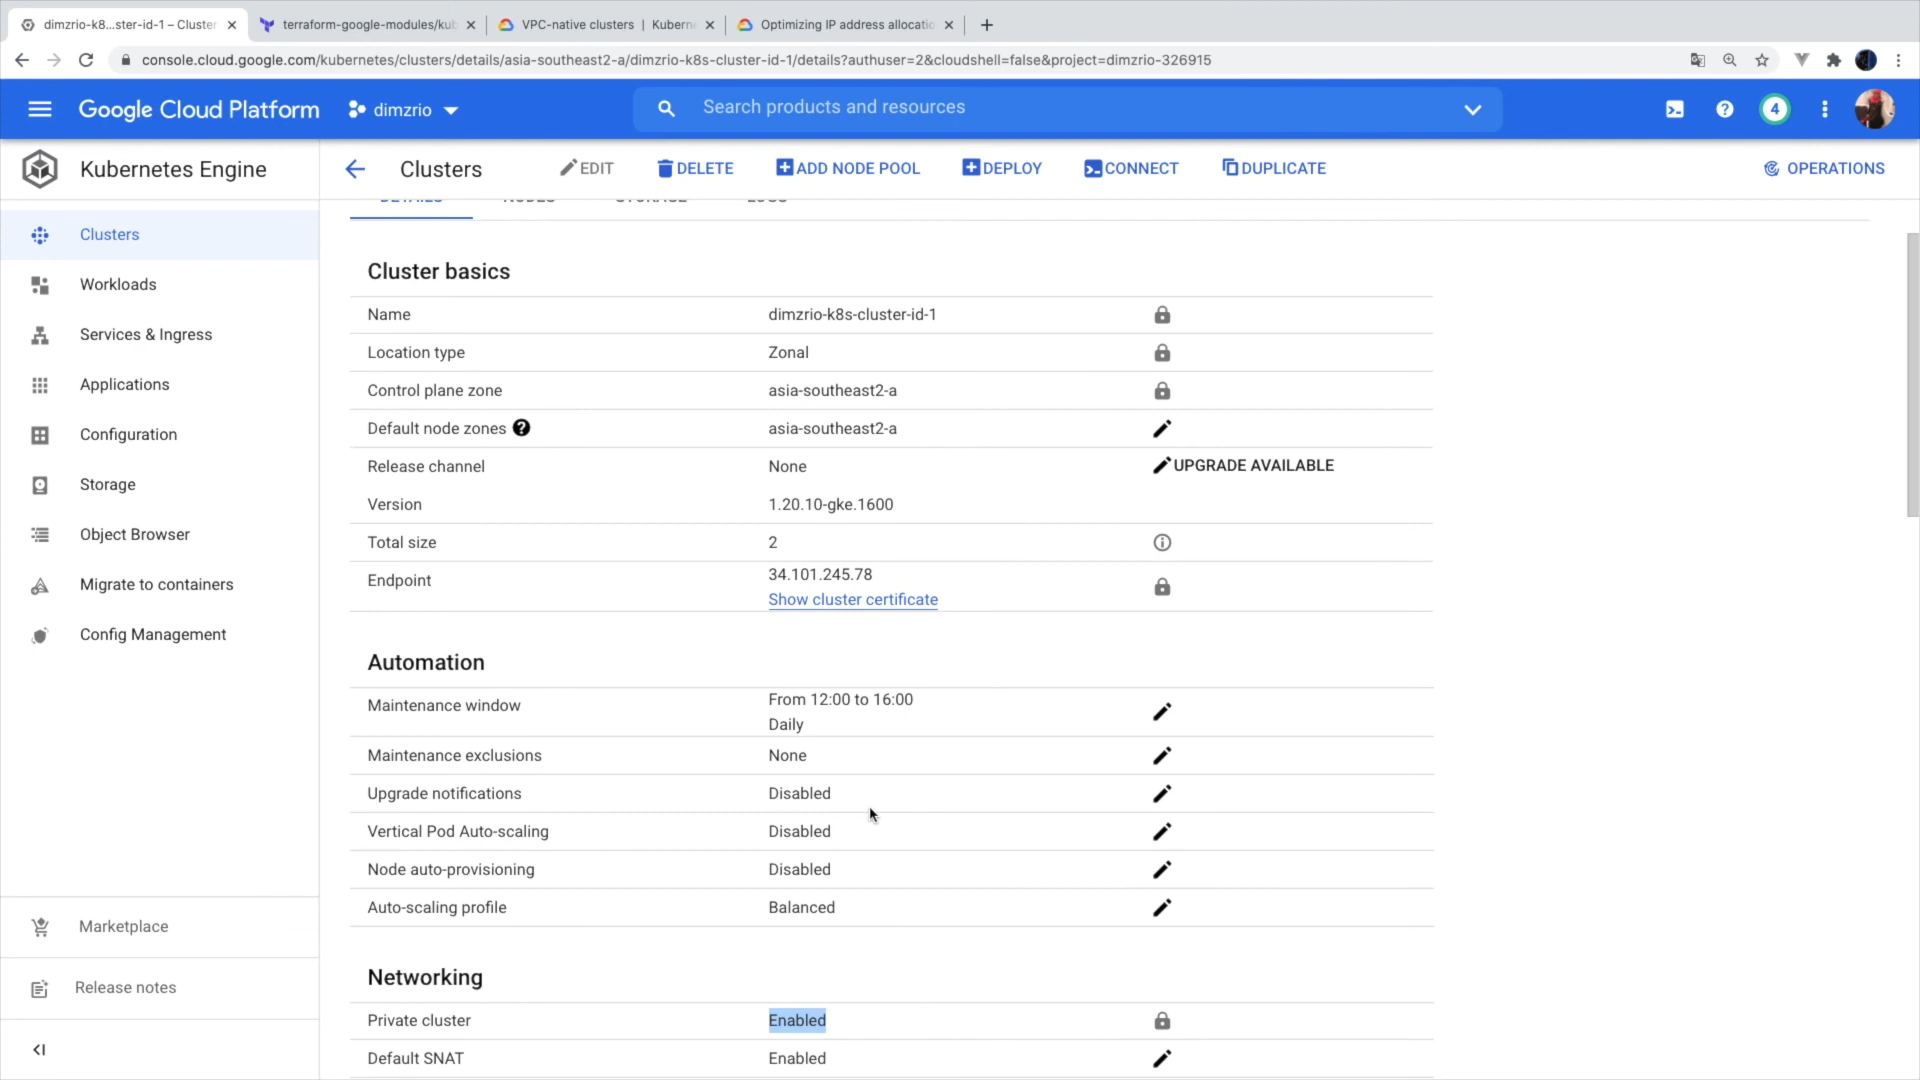 dimzrio-k8...ster-id-1 – Cluster
terraform-google-modules/kub
VPC-native clusters | Kuberne
Optimizing IP address allocatio
console.cloud.google.com/kubernetes/clusters/details/asia-southeast2-a/dimzrio-k8s-cluster-id-1/details?authuser=2&cloudshell=false&project=dimzrio-326915
Google Cloud Platform
dimzrio
Search products and resources
4
Kubernetes Engine
Clusters
EDIT
DELETE
ADD NODE POOL
DEPLOY
CONNECT
DUPLICATE
OPERATIONS
DETAILS NODES STORAGE LOGS
Clusters
Workloads
Services & Ingress
Applications
Configuration
Storage
Object Browser
Migrate to containers
Config Management
Marketplace
Release notes
Cluster basics
Name dimzrio-k8s-cluster-id-1
Location type Zonal
Control plane zone asia-southeast2-a
Default node zones asia-southeast2-a
Release channel None UPGRADE AVAILABLE
Version 1.20.10-gke.1600
Total size 2
Endpoint 34.101.245.78
Show cluster certificate
Automation
Maintenance window From 12:00 to 16:00
Daily
Maintenance exclusions None
Upgrade notifications Disabled
Vertical Pod Auto-scaling Disabled
Node auto-provisioning Disabled
Auto-scaling profile Balanced
Networking
Private cluster Enabled
Default SNAT Enabled